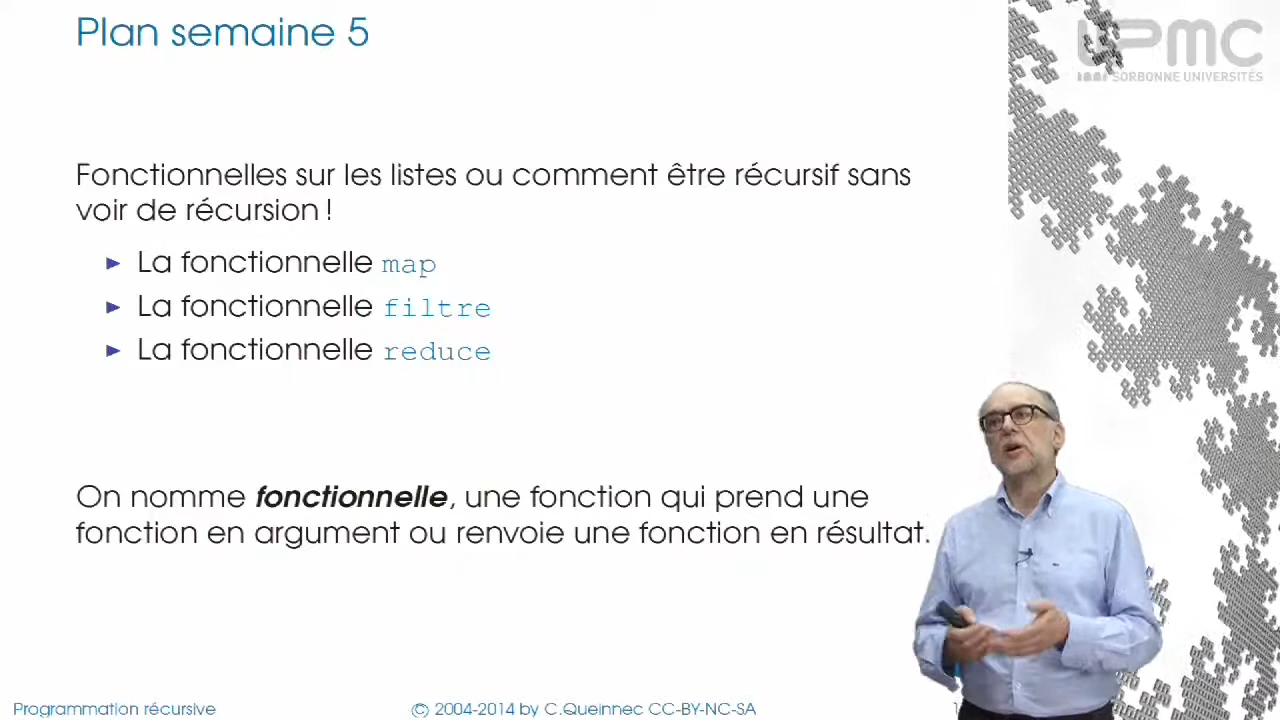 Plan semaine 5
UPMC
SORBONNE UNIVERSITÉS
Fonctionnelles sur les listes ou comment être récursif sans
voir de récursion !
► La fonctionnelle map
► La fonctionnelle filtre
► La fonctionnelle reduce
On nomme fonctionnelle, une fonction qui prend une
fonction en argument ou renvoie une fonction en résultat.
Programmation récursive
© 2004-2014 by C.Queinnec CC-BY-NC-SA